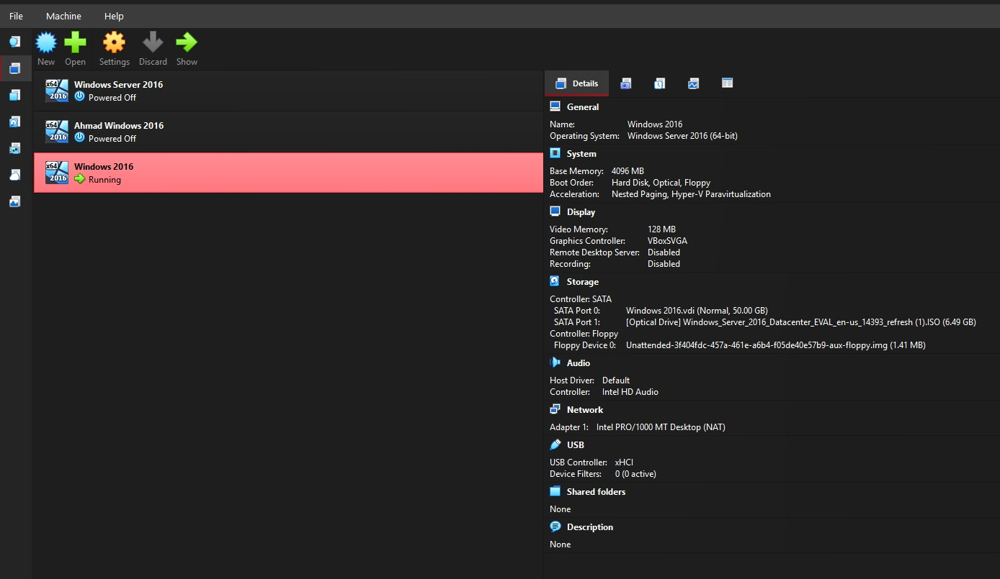 File Machine Help
New Open Settings Discard Show
x64 2016 Windows Server 2016
Powered Off
x64 2016 Ahmad Windows 2016
Powered Off
x64 2016 Windows 2016
Running
Details
General
Name: Windows 2016
Operating System: Windows Server 2016 (64-bit)
System
Base Memory: 4096 MB
Boot Order: Hard Disk, Optical, Floppy
Acceleration: Nested Paging, Hyper-V Paravirtualization
Display
Video Memory: 128 MB
Graphics Controller: VBoxSVGA
Remote Desktop Server: Disabled
Recording: Disabled
Storage
Controller: SATA
SATA Port 0: Windows 2016.vdi (Normal, 50.00 GB)
SATA Port 1: [Optical Drive] Windows_Server_2016_Datacenter_EVAL_en-us_14393_refresh (1).ISO (6.49 GB)
Controller: Floppy
Floppy Device 0: Unattended-3f404fdc-457a-461e-a6b4-f05de40e57b9-aux-floppy.img (1.41 MB)
Audio
Host Driver: Default
Controller: Intel HD Audio
Network
Adapter 1: Intel PRO/1000 MT Desktop (NAT)
USB
USB Controller: xHCI
Device Filters: 0 (0 active)
Shared folders
None
Description
None